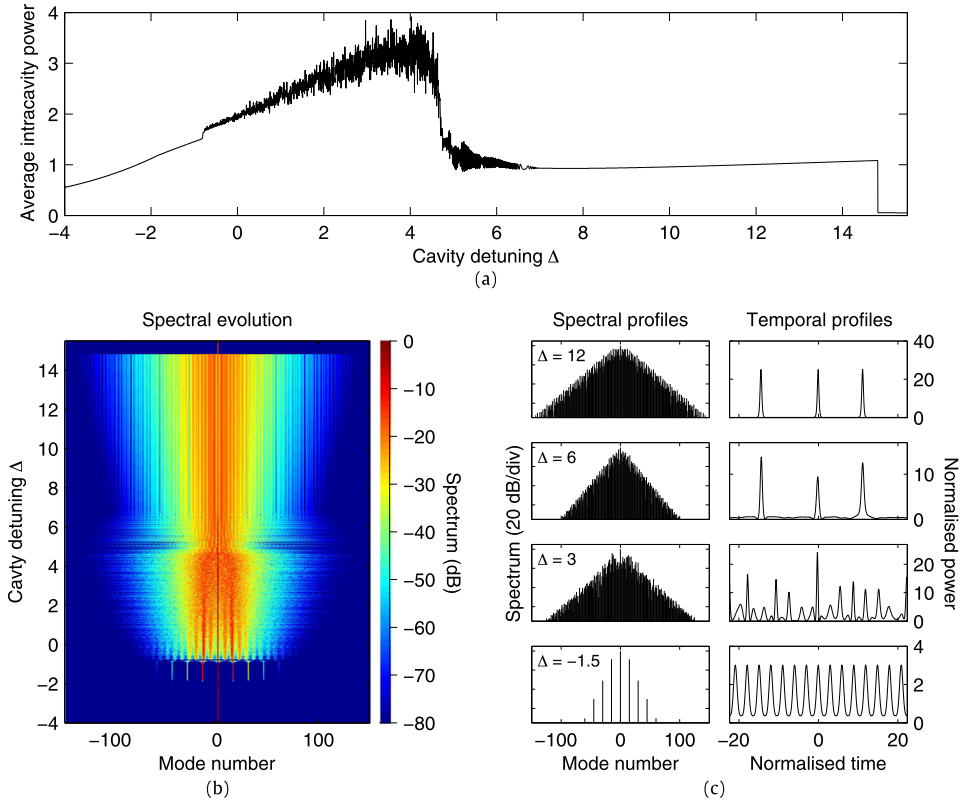 Average intracavity power
4
3
2
1
0
−4
−2
0
2
4
6
8
10
12
14
Cavity detuning Δ
(a)
Spectral evolution
Cavty detuning Δ
14
12
10
8
6
4
2
0
−2
−4
−100
0
100
Mode number
(b)
0
−10
−20
−30
−40
−50
−60
−70
−80
Spectrum (dB)
Spectral profiles
Temporal profiles
Spectrum (20 dB/div)
Δ = 12
40
20
0
Δ = 6
10
0
Δ = 3
20
10
0
Δ = −1.5
4
2
0
Normalised power
−100
0
100
Mode number
−20
0
20
Normalised time
(c)